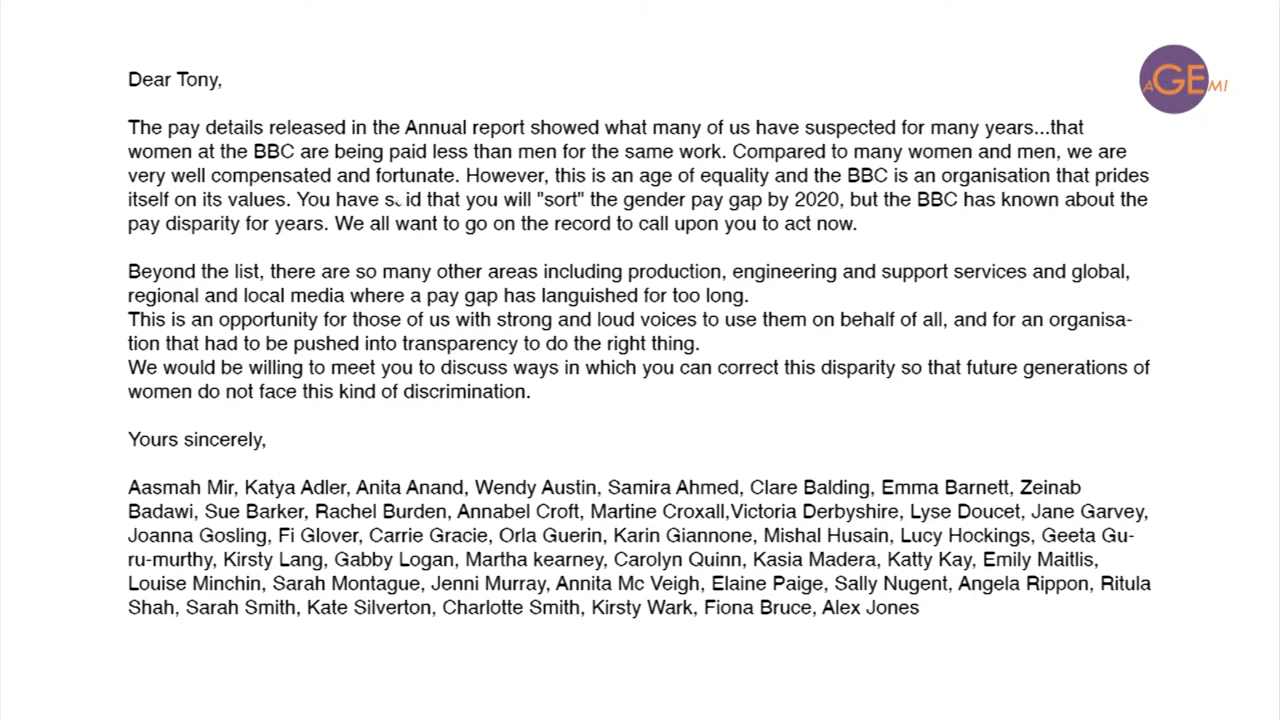 AGEMI
Dear Tony,
The pay details released in the Annual report showed what many of us have suspected for many years...that
women at the BBC are being paid less than men for the same work. Compared to many women and men, we are
very well compensated and fortunate. However, this is an age of equality and the BBC is an organisation that prides
itself on its values. You have said that you will "sort" the gender pay gap by 2020, but the BBC has known about the
pay disparity for years. We all want to go on the record to call upon you to act now.
Beyond the list, there are so many other areas including production, engineering and support services and global,
regional and local media where a pay gap has languished for too long.
This is an opportunity for those of us with strong and loud voices to use them on behalf of all, and for an organisa-
tion that had to be pushed into transparency to do the right thing.
We would be willing to meet you to discuss ways in which you can correct this disparity so that future generations of
women do not face this kind of discrimination.
Yours sincerely,
Aasmah Mir, Katya Adler, Anita Anand, Wendy Austin, Samira Ahmed, Clare Balding, Emma Barnett, Zeinab
Badawi, Sue Barker, Rachel Burden, Annabel Croft, Martine Croxall,Victoria Derbyshire, Lyse Doucet, Jane Garvey,
Joanna Gosling, Fi Glover, Carrie Gracie, Orla Guerin, Karin Giannone, Mishal Husain, Lucy Hockings, Geeta Gu-
ru-murthy, Kirsty Lang, Gabby Logan, Martha kearney, Carolyn Quinn, Kasia Madera, Katty Kay, Emily Maitlis,
Louise Minchin, Sarah Montague, Jenni Murray, Annita Mc Veigh, Elaine Paige, Sally Nugent, Angela Rippon, Ritula
Shah, Sarah Smith, Kate Silverton, Charlotte Smith, Kirsty Wark, Fiona Bruce, Alex Jones